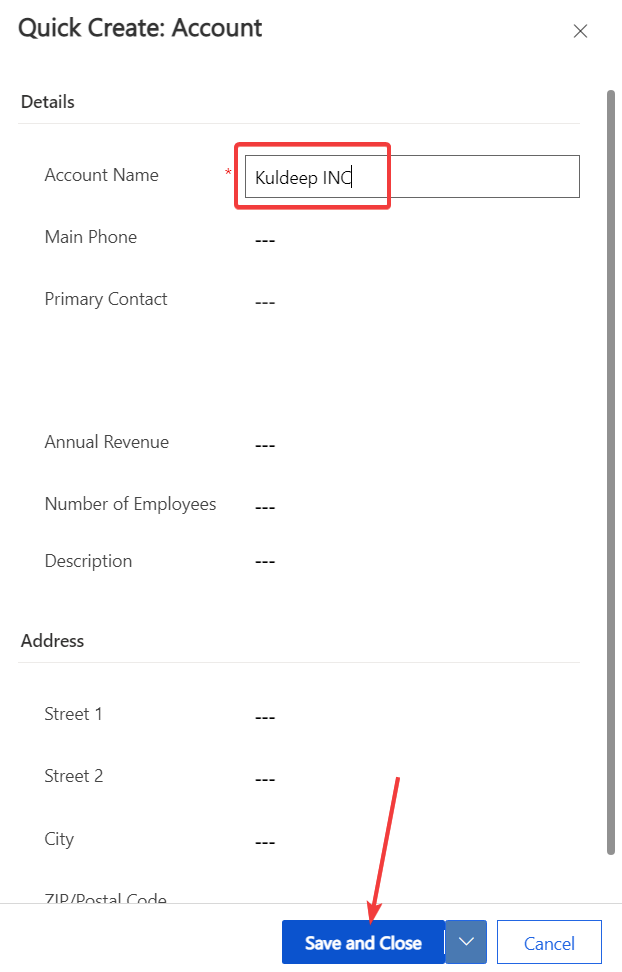 Quick Create: Account
Details
Account Name * Kuldeep INC
Main Phone ---
Primary Contact ---
Annual Revenue ---
Number of Employees ---
Description ---
Address
Street 1 ---
Street 2 ---
City ---
ZIP/Postal Code
Save and Close
Cancel